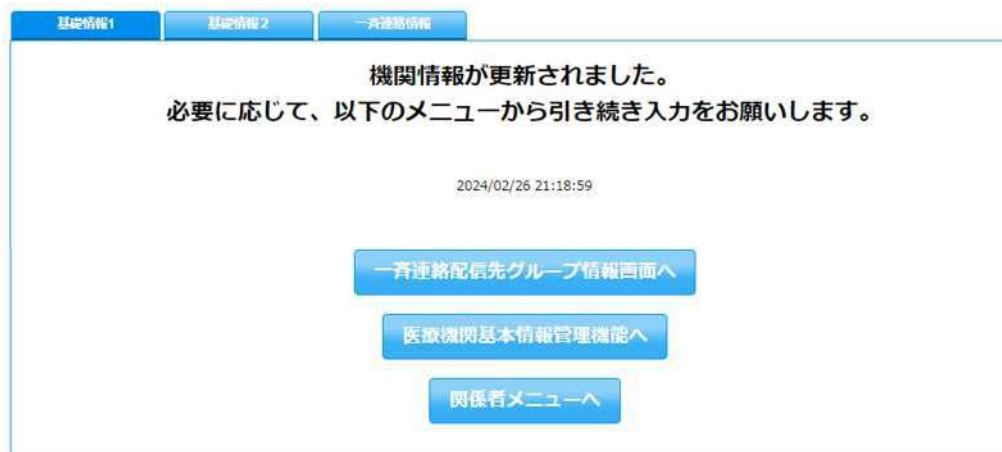 基礎情報1 基礎情報2 一斉連絡情報
機関情報が更新されました。
必要に応じて、以下のメニューから引き続き入力をお願いします。
2024/02/26 21:18:59
一斉連絡配信先グループ情報画面へ
医療機関基本情報管理機能へ
関係者メニューへ